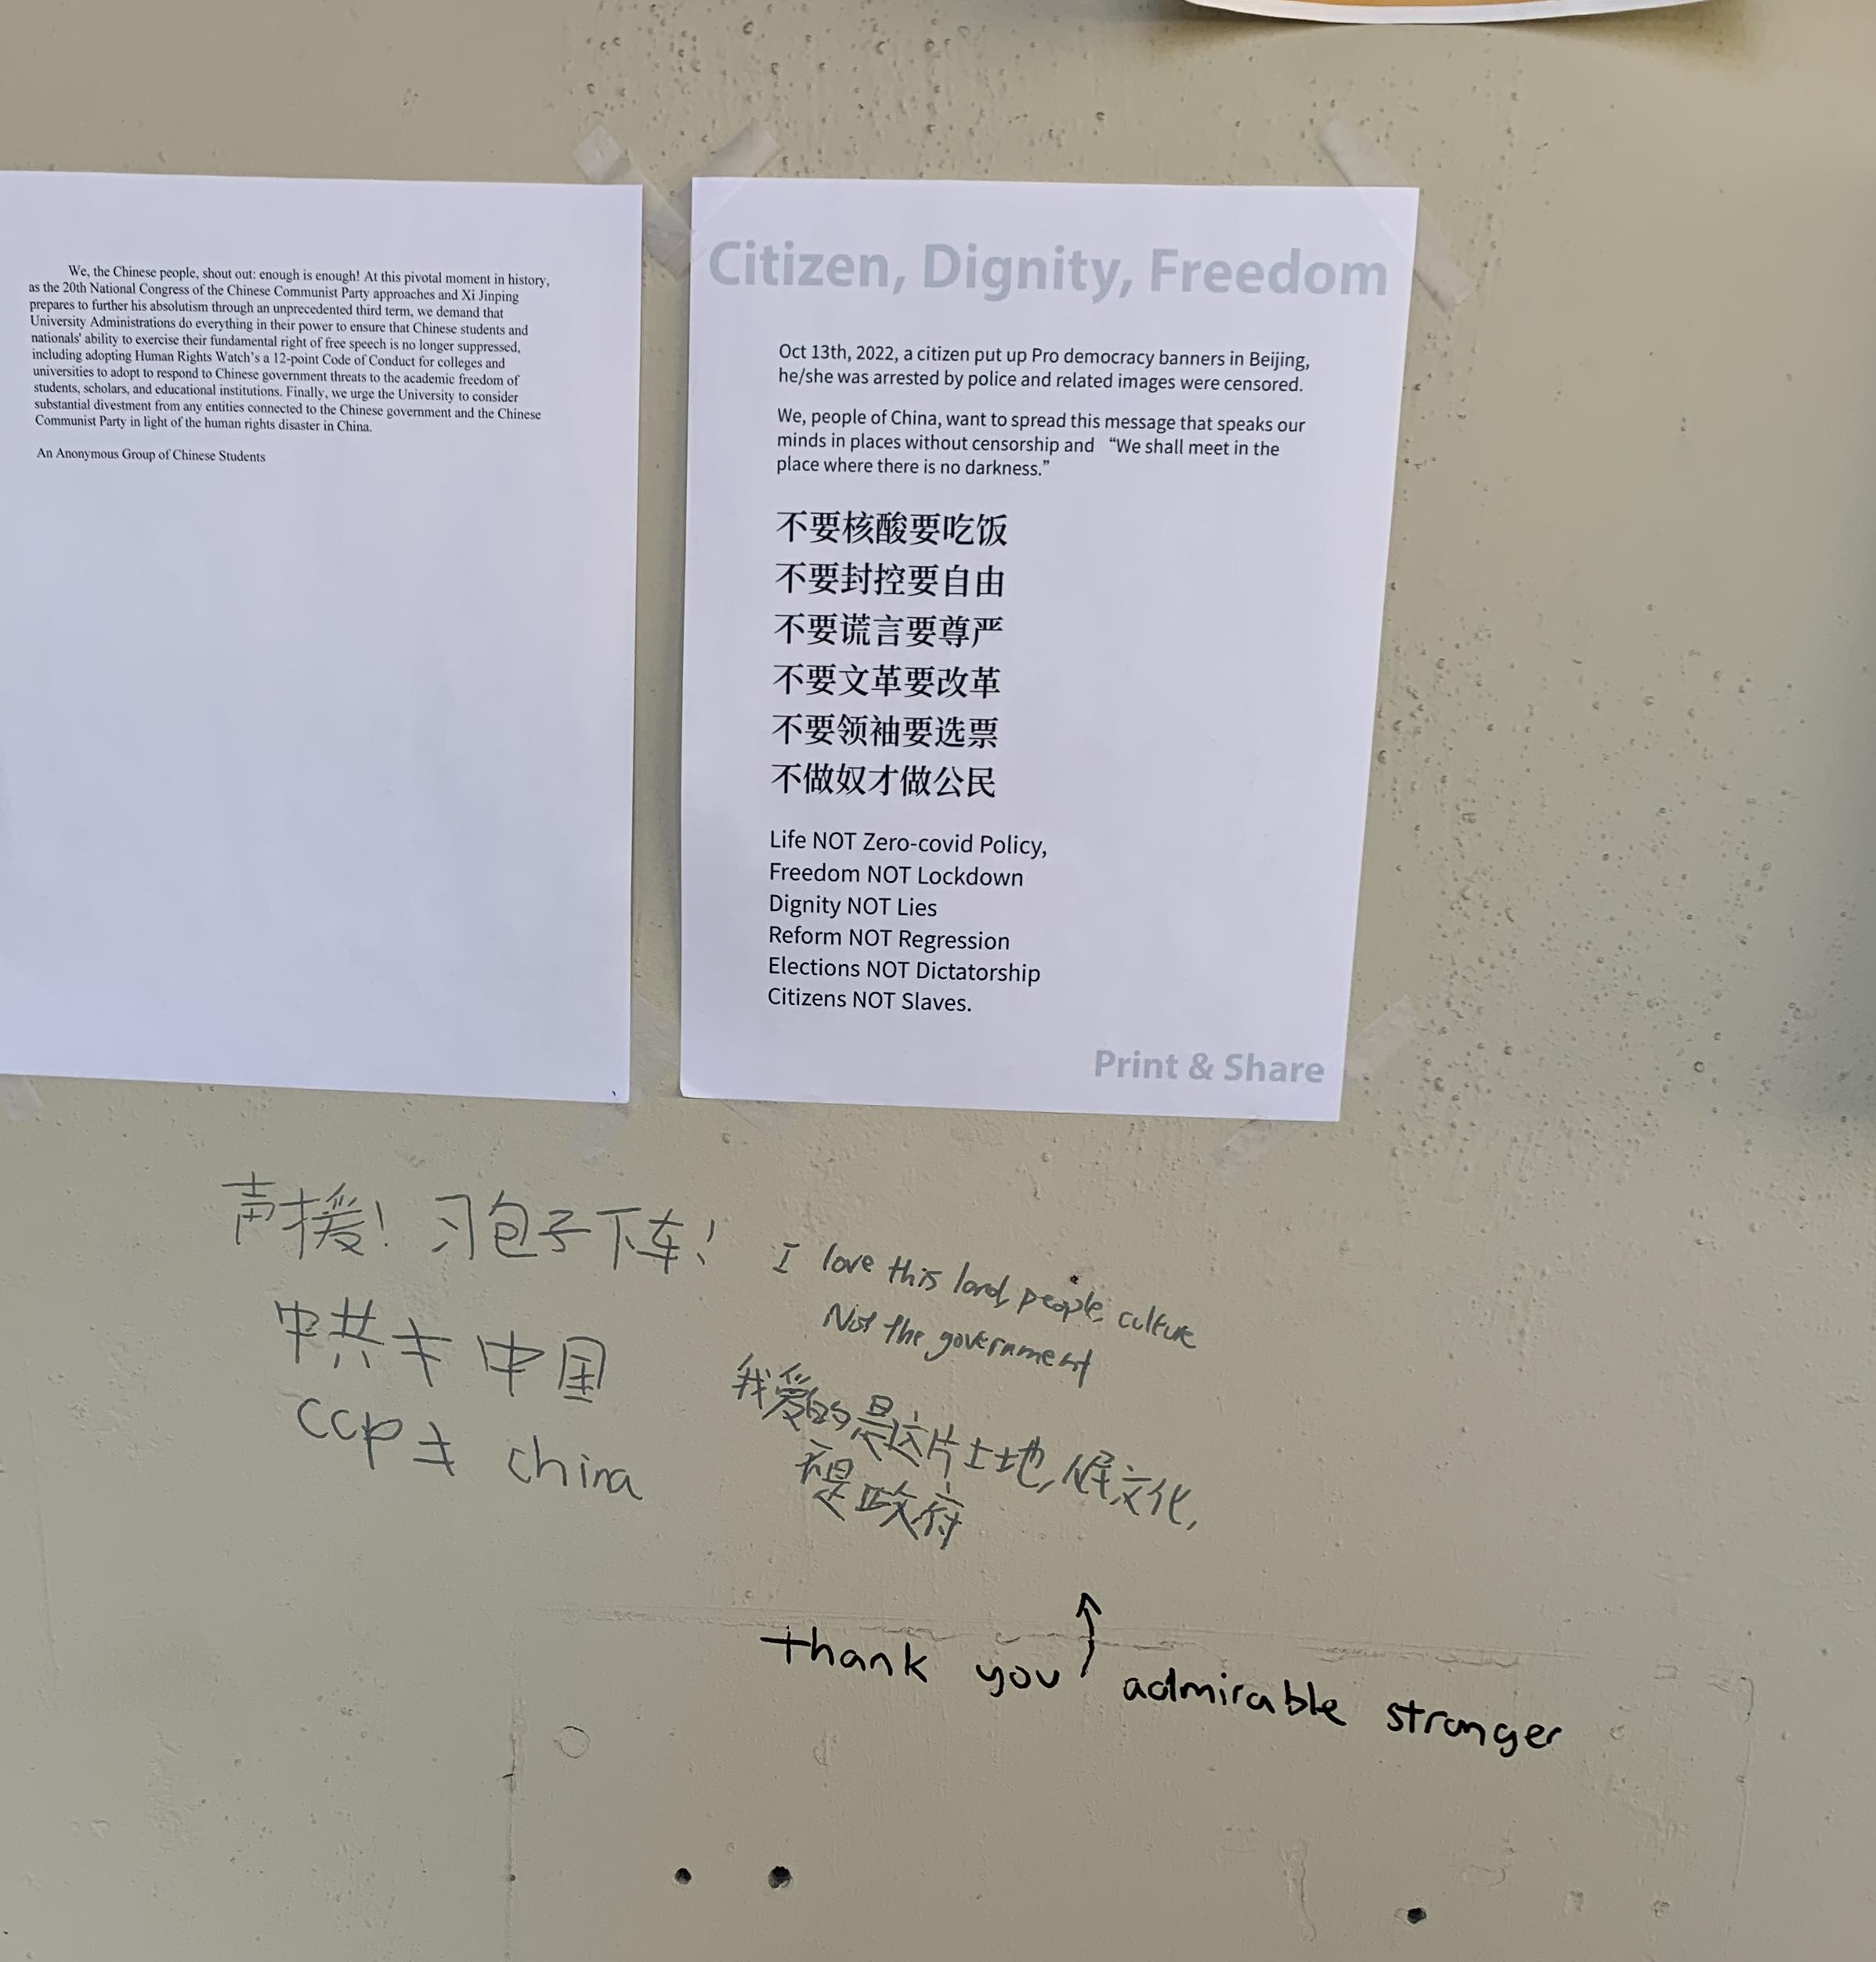 We, the Chinese people, shout out: enough is enough! At this pivotal moment in history,
as the 20th National Congress of the Chinese Communist Party approaches and Xi Jinping
prepares to further his absolutism through an unprecedented third term, we demand that
University Administrations do everything in their power to ensure that Chinese students and
nationals' ability to exercise their fundamental right of free speech is no longer suppressed,
including adopting Human Rights Watch's a 12-point Code of Conduct for colleges and
universities to adopt to respond to Chinese government threats to the academic freedom of
students, scholars, and educational institutions. Finally, we urge the University to consider
substantial divestment from any entities connected to the Chinese government and the Chinese
Communist Party in light of the human rights disaster in China.
An Anonymous Group of Chinese Students
Citizen, Dignity, Freedom
Oct 13th, 2022, a citizen put up Pro democracy banners in Beijing,
he/she was arrested by police and related images were censored.
We, people of China, want to spread this message that speaks our
minds in places without censorship and “We shall meet in the
place where there is no darkness.”
不要核酸要吃饭
不要封控要自由
不要谎言要尊严
不要文革要改革
不要领袖要选票
不做奴才做公民
Life NOT Zero-covid Policy,
Freedom NOT Lockdown
Dignity NOT Lies
Reform NOT Regression
Elections NOT Dictatorship
Citizens NOT Slaves.
Print & Share
声援! 习包子下车!
中共≠中国
CCP ≠ china
I love this land, people, culture
Not the government
我爱的是这片土地,人民,文化,
不是政府
thank you ↑ admirable stranger